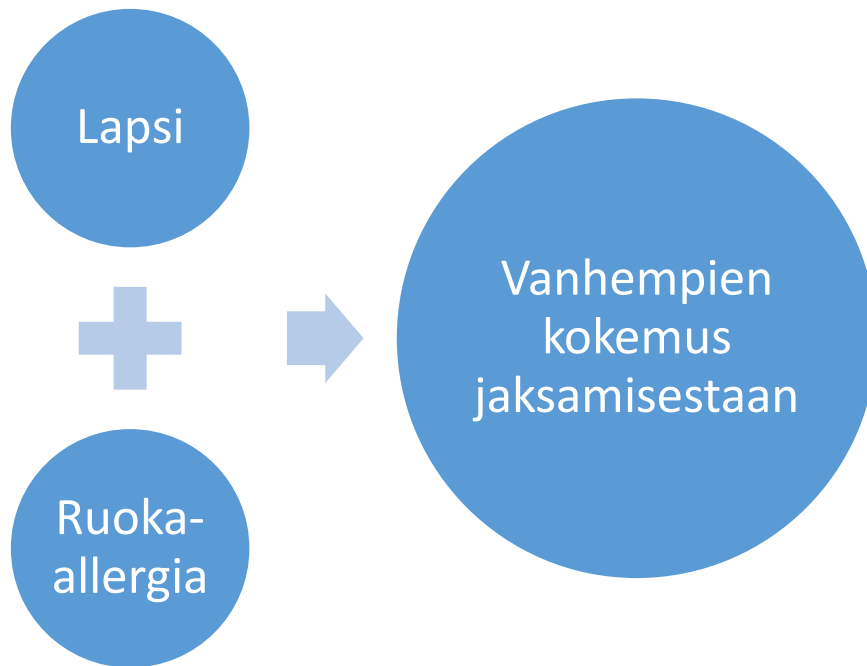 Lapsi
Ruoka-
allergia
Vanhempien
kokemus
jaksamisestaan